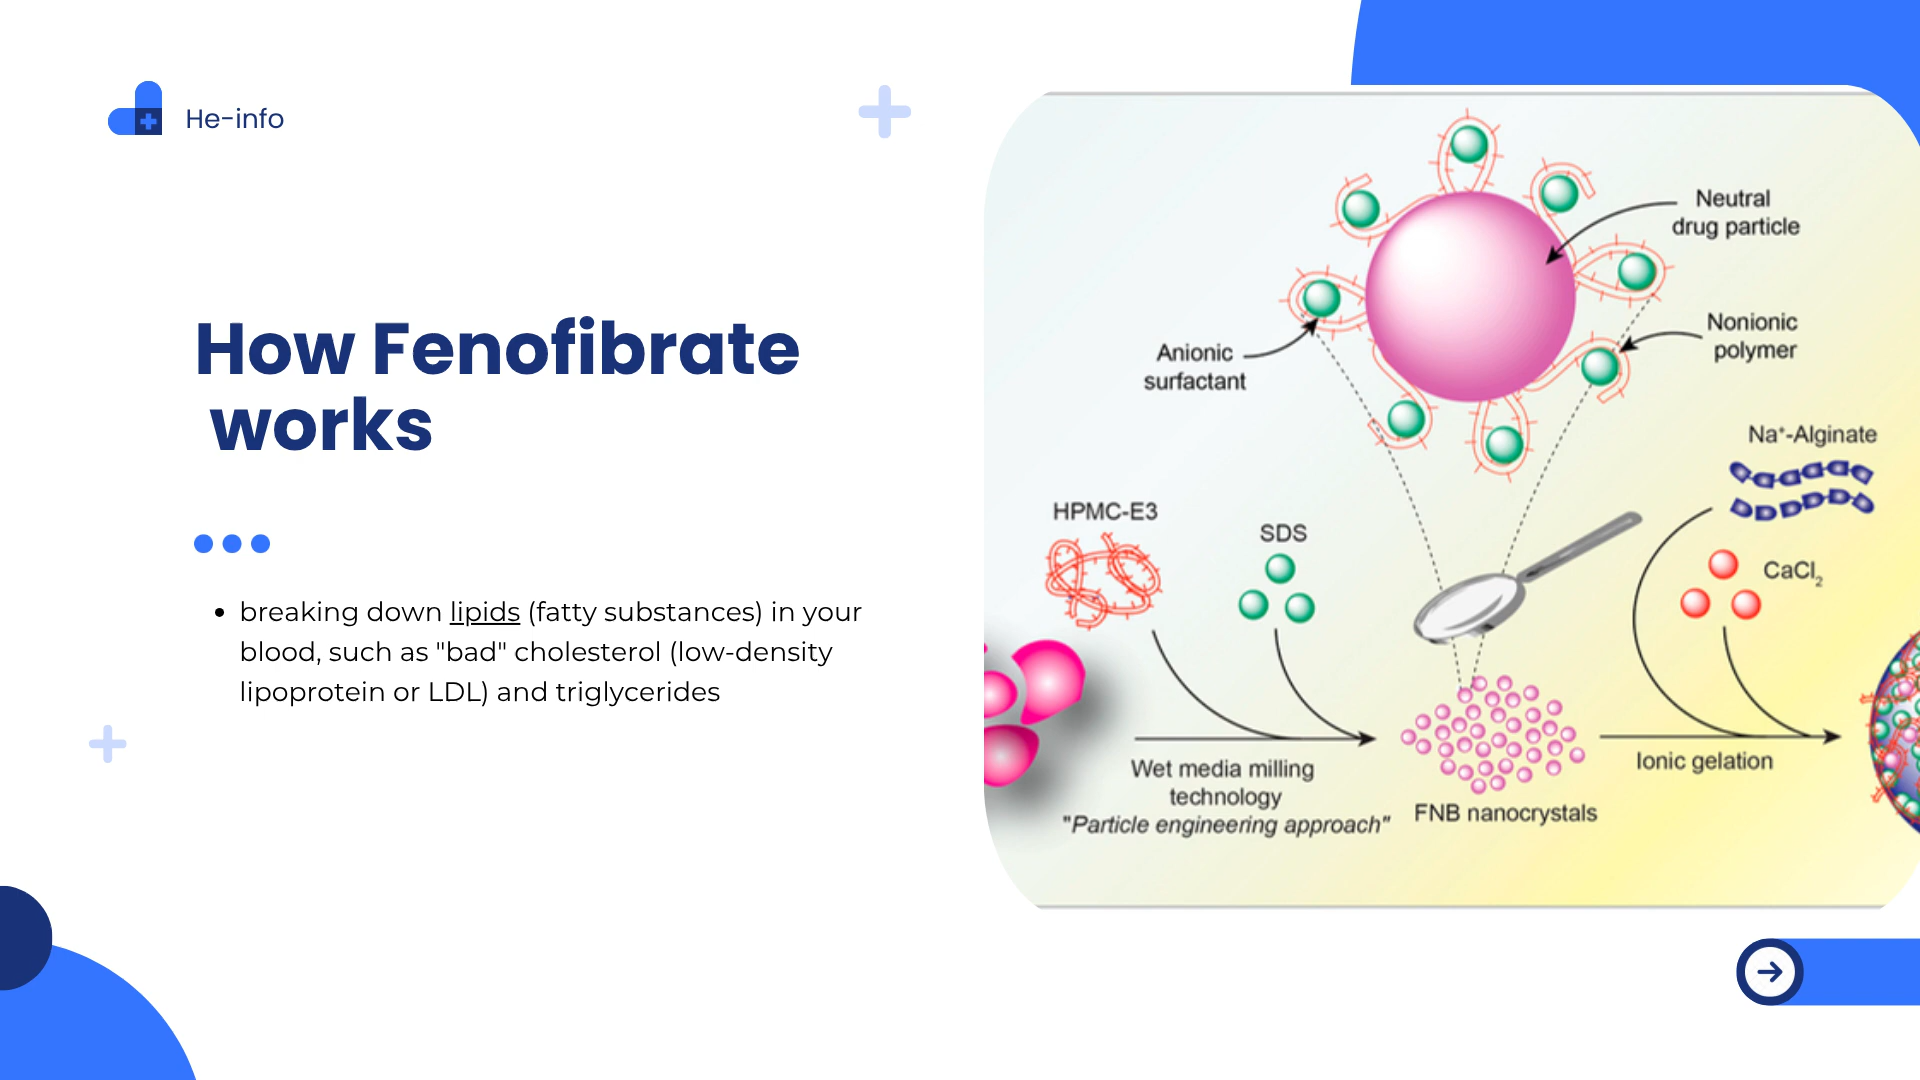 He-info
How Fenofibrate
works
• breaking down lipids (fatty substances) in your
blood, such as "bad" cholesterol (low-density
lipoprotein or LDL) and triglycerides
Neutral
drug particle
Nonionic
polymer
Anionic
surfactant
Na⁺-Alginate
HPMC-E3
SDS
CaCl₂
Wet media milling
technology
"Particle engineering approach"
FNB nanocrystals
Ionic gelation